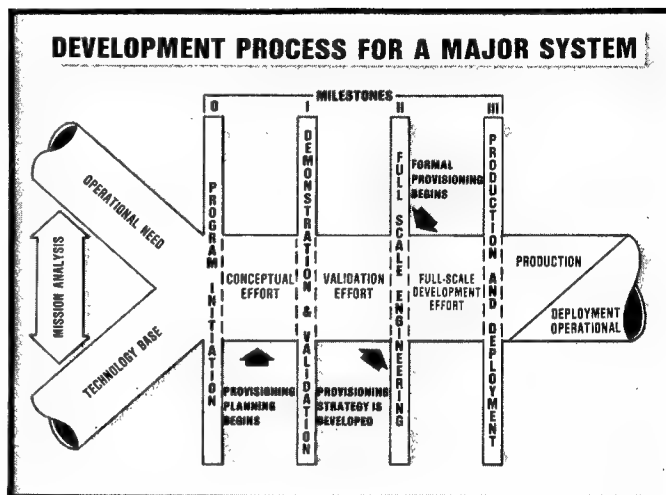 DEVELOPMENT PROCESS FOR A MAJOR SYSTEM
MILESTONES
0
I
II
III
OPERATIONAL NEED
MISSION ANALYSIS
TECHNOLOGY BASE
PROGRAM INITIATION
CONCEPTUAL
EFFORT
PROVISIONING
PLANNING
BEGINS
DEMONSTRATION & VALIDATION
VALIDATION
EFFORT
PROVISIONING
STRATEGY IS
DEVELOPED
FULL SCALE ENGINEERING
FORMAL
PROVISIONING
BEGINS
FULL-SCALE
DEVELOPMENT
EFFORT
PRODUCTION AND DEPLOYMENT
PRODUCTION
DEPLOYMENT
OPERATIONAL